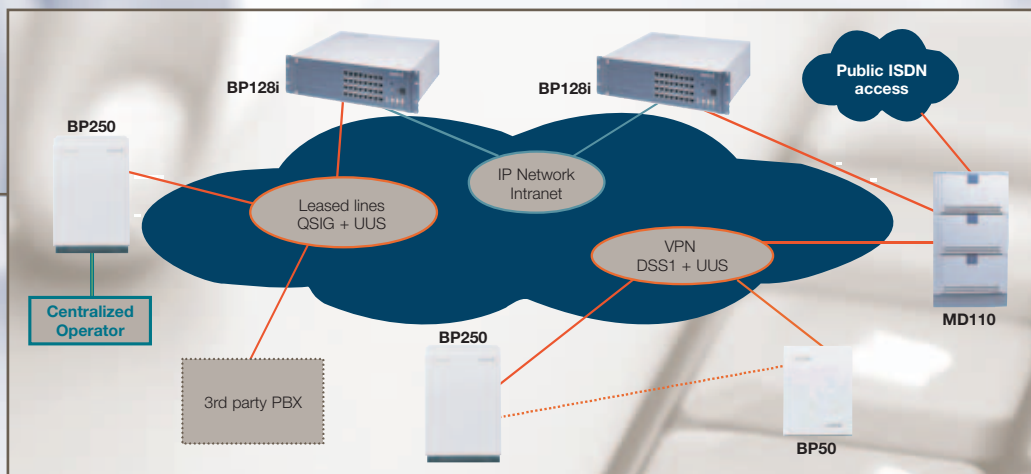 BP128i
BP128i
Public ISDN
access
BP250
IP Network
Intranet
Leased lines
QSIG + UUS
VPN
DSS1 + UUS
Centralized
Operator
MD110
BP250
3rd party PBX
BP50